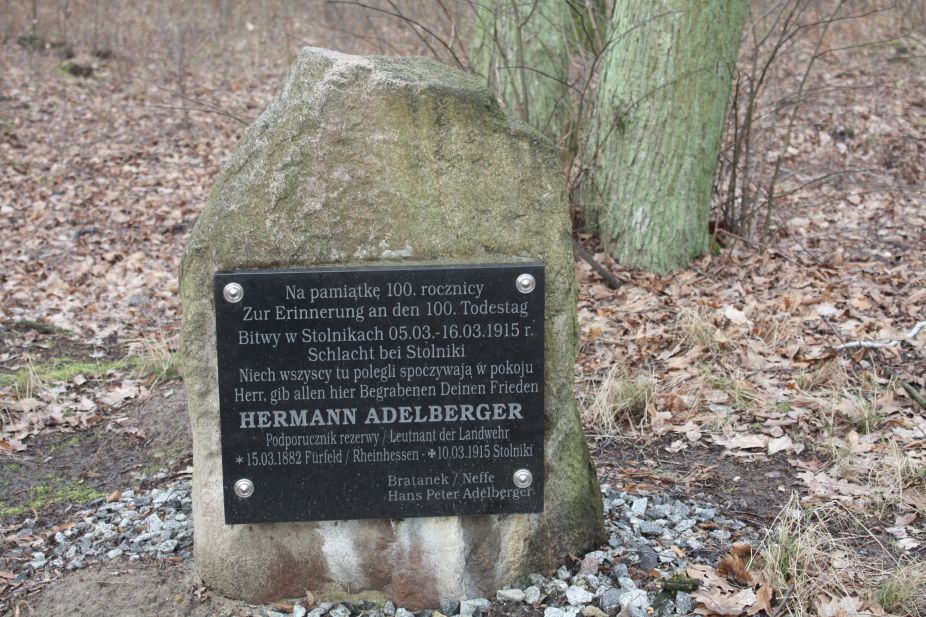 Na pamiątkę 100. rocznicy
Zur Erinnerung an den 100. Todestag
Bitwy w Stolnikach 05.03.-16.03.1915 r.
Schlacht bei Stolniki
Niech wszyscy tu polegli spoczywają w pokoju
Herr, gib allen hier Begrabenen Deinen Frieden
HERMANN ADELBERGER
Podporucznik rezerwy / Leutnant der Landwehr
* 15.03.1882 Fürfeld / Rheinhessen - ✠ 10.03.1915 Stolniki
Bratanek / Neffe
Hans Peter Adelberger